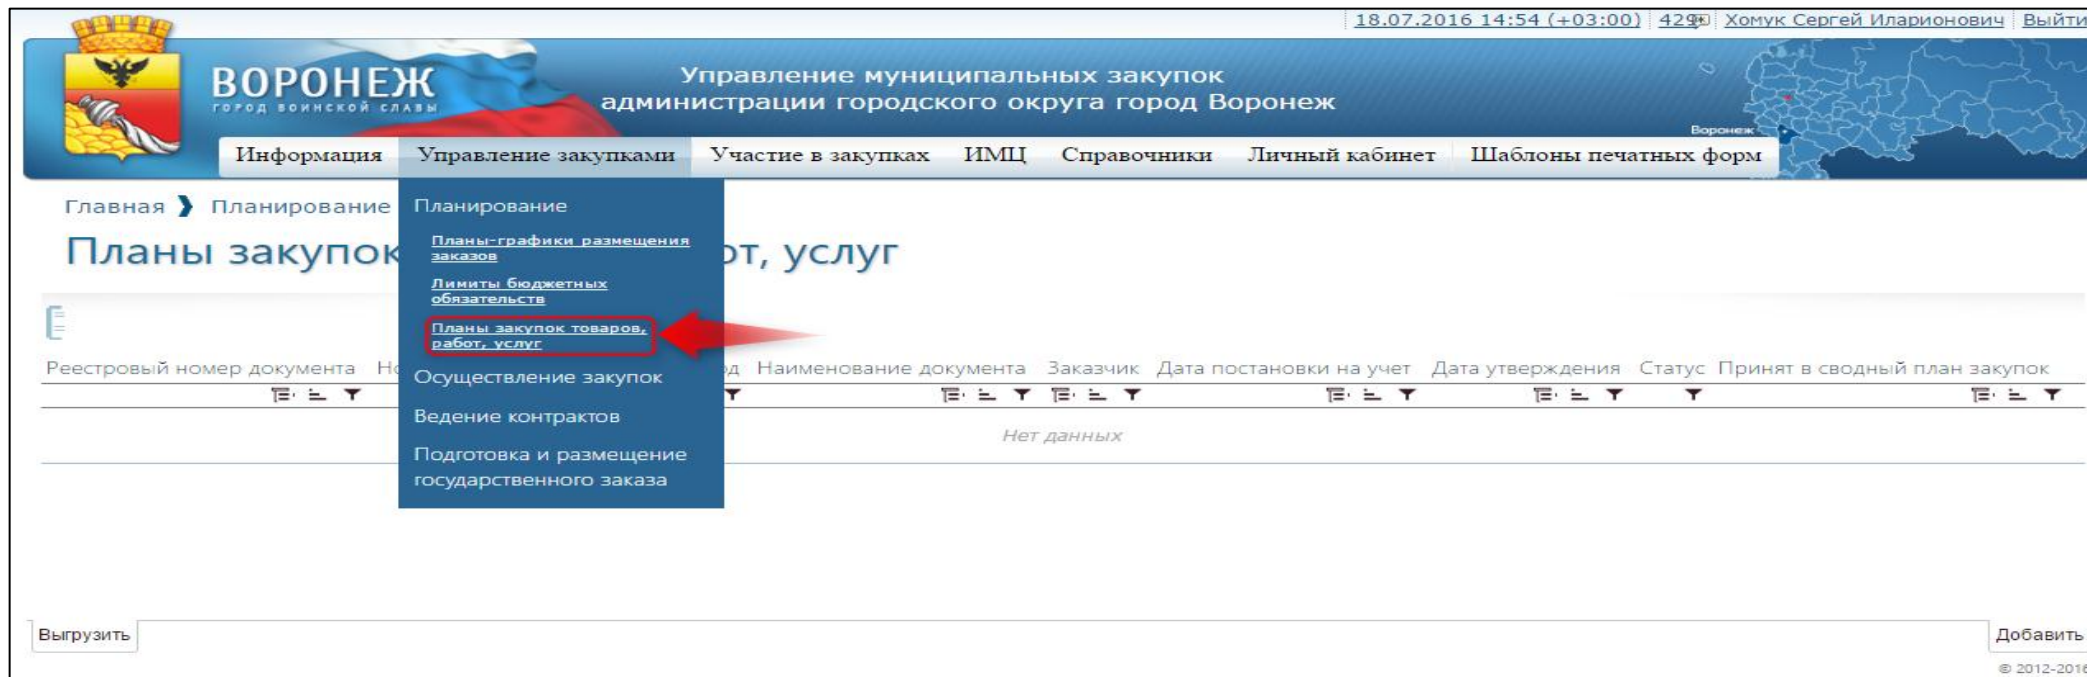 18.07.2016 14:54 (+03:00) 429 Хомук Сергей Иларионович Выйти
ВОРОНЕЖ
ГОРОД ВОИНСКОЙ СЛАВЫ
Управление муниципальных закупок
администрации городского округа город Воронеж
Воронеж
Информация Управление закупками Участие в закупках ИМЦ Справочники Личный кабинет Шаблоны печатных форм
Главная ❯ Планирование
Планы закупок от, услуг
Планирование
Планы-графики размещения
заказов
Лимиты бюджетных
обязательств
Планы закупок товаров,
работ, услуг
Осуществление закупок
Ведение контрактов
Подготовка и размещение
государственного заказа
Реестровый номер документа Наименование документа Заказчик Дата постановки на учет Дата утверждения Статус Принят в сводный план закупок
Нет данных
Выгрузить Добавить
© 2012-2016